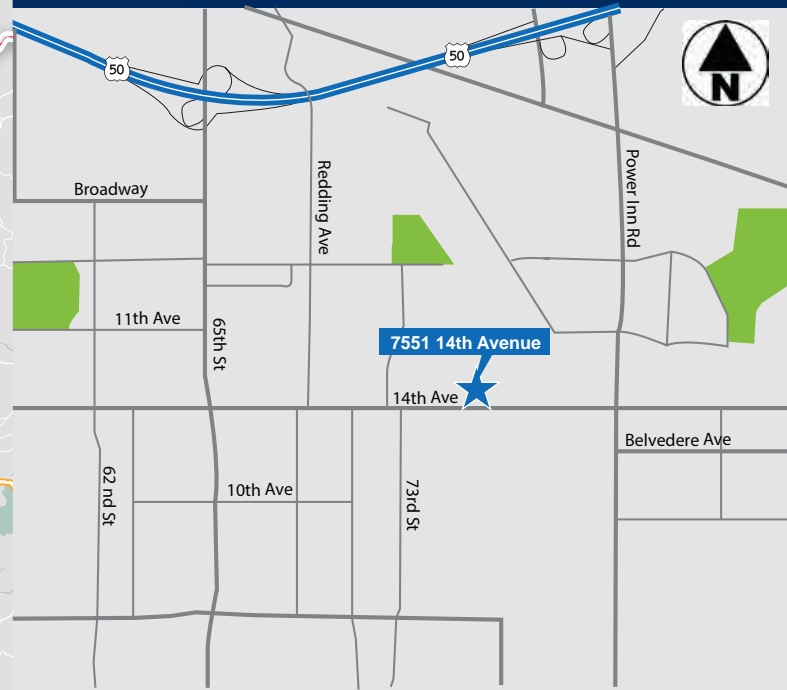 50
50
N
Broadway
Redding Ave
Power Inn Rd
11th Ave
65th St
7551 14th Avenue
14th Ave
Belvedere Ave
62 nd St
10th Ave
73rd St